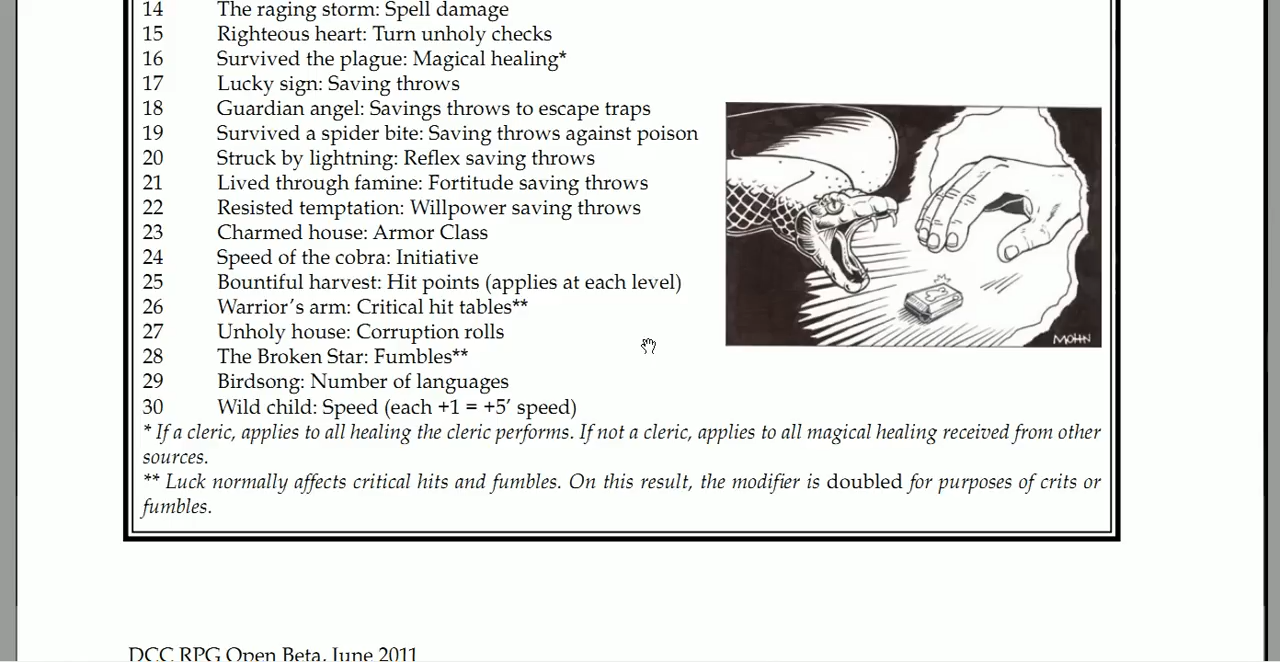 14 The raging storm: Spell damage
15 Righteous heart: Turn unholy checks
16 Survived the plague: Magical healing*
17 Lucky sign: Saving throws
18 Guardian angel: Savings throws to escape traps
19 Survived a spider bite: Saving throws against poison
20 Struck by lightning: Reflex saving throws
21 Lived through famine: Fortitude saving throws
22 Resisted temptation: Willpower saving throws
23 Charmed house: Armor Class
24 Speed of the cobra: Initiative
25 Bountiful harvest: Hit points (applies at each level)
26 Warrior’s arm: Critical hit tables**
27 Unholy house: Corruption rolls
28 The Broken Star: Fumbles**
29 Birdsong: Number of languages
30 Wild child: Speed (each +1 = +5’ speed)
MOHN
* If a cleric, applies to all healing the cleric performs. If not a cleric, applies to all magical healing received from other
sources.
** Luck normally affects critical hits and fumbles. On this result, the modifier is doubled for purposes of crits or
fumbles.
DCC RPG Open Beta, June 2011